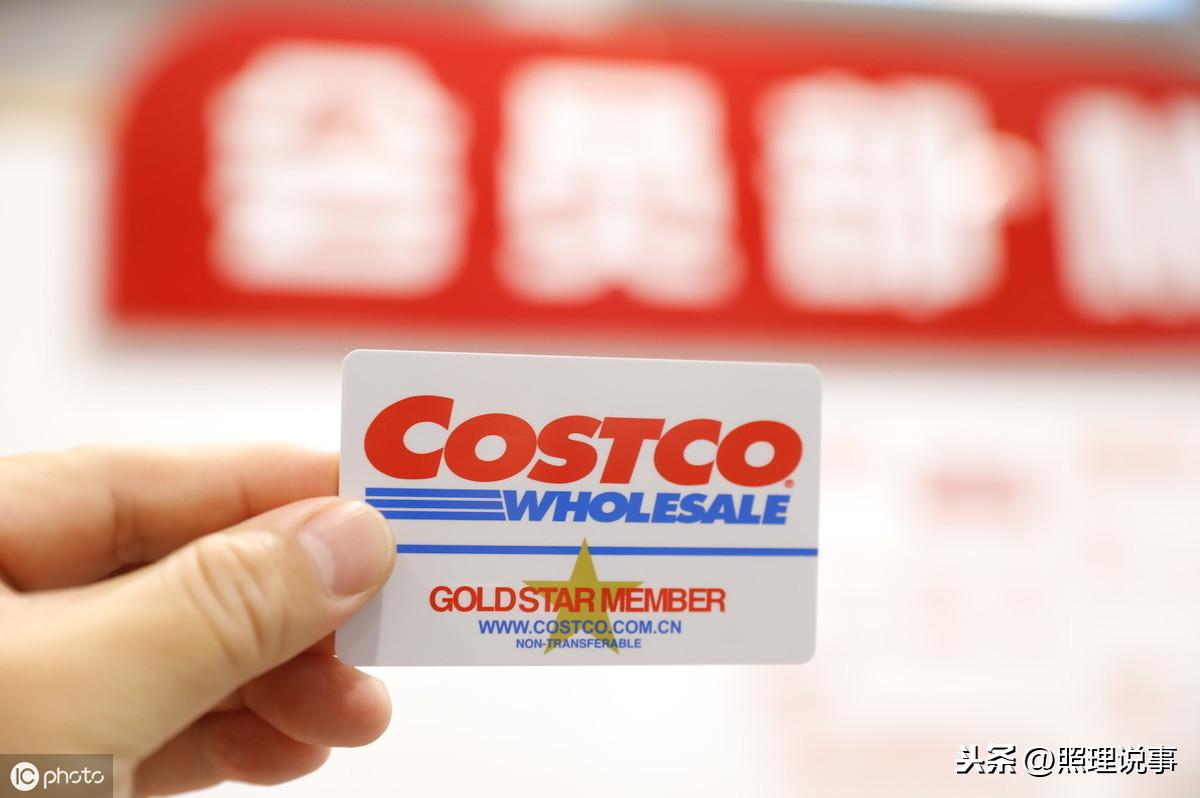 COSTCO
WHOLESALE
GOLD STAR MEMBER
WWW.COSTCO.COM.CN
NON-TRANSFERABLE
IC photo
头条 @照理说事